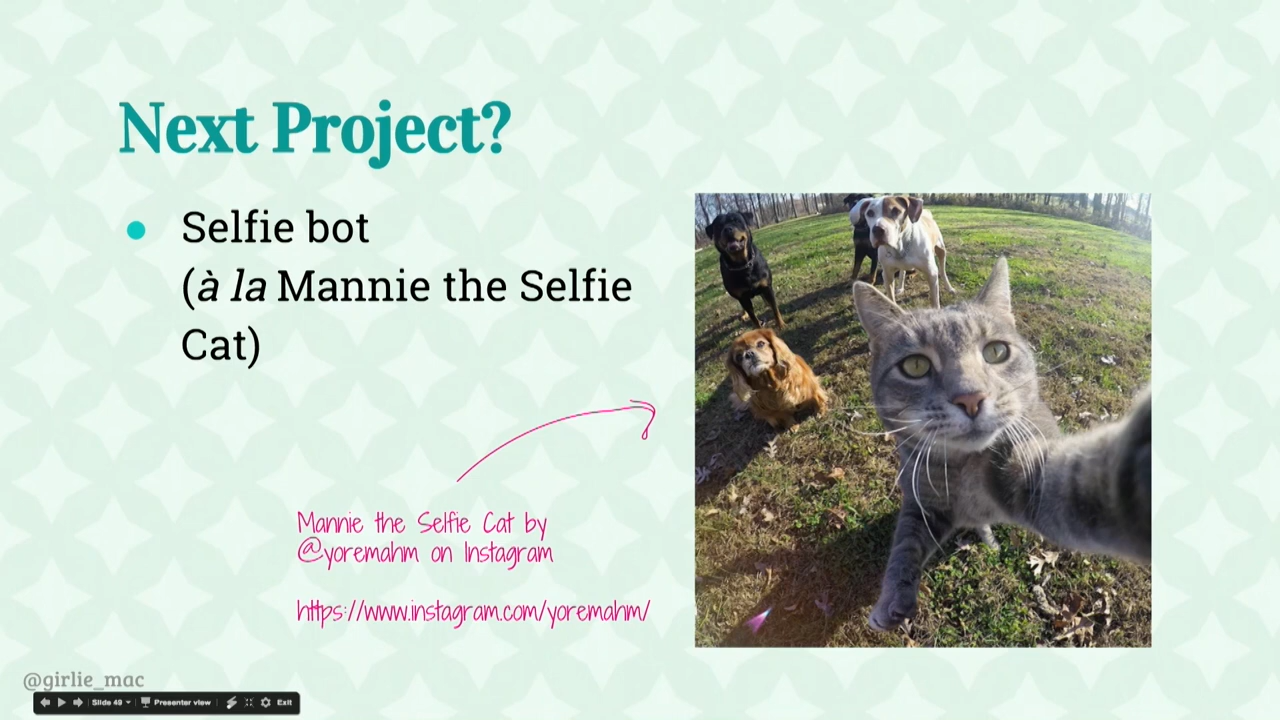 Next Project?
Selfie bot
(à la Mannie the Selfie
Cat)
Mannie the Selfie Cat by
@yoremahm on Instagram
https://www.instagram.com/yoremahm/
@girlie_mac
Slide 49
Presenter view
Exit